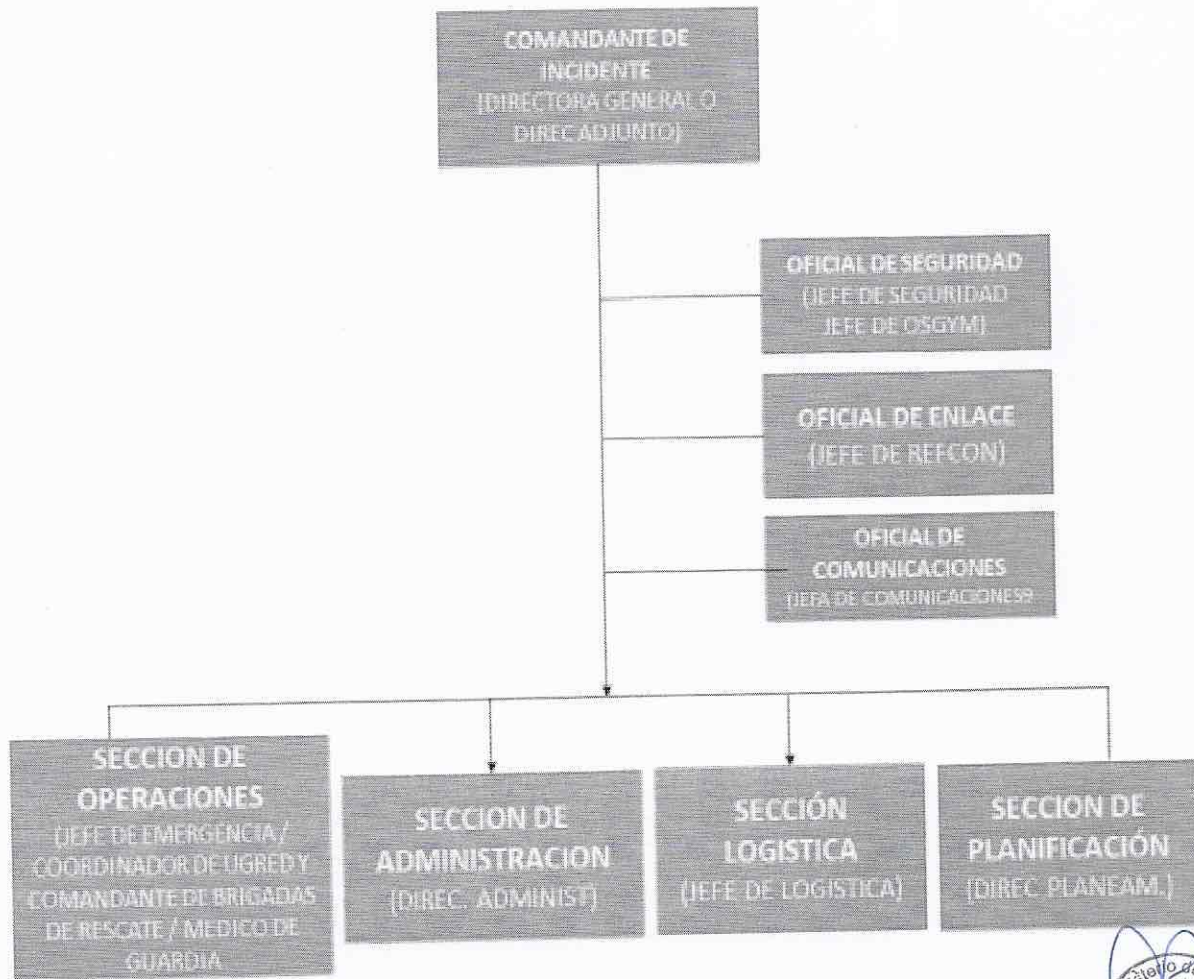 COMANDANTE DE
INCIDENTE
(DIRECTORA GENERAL O
DIREC ADJUNTO)
OFICIAL DE SEGURIDAD
(JEFE DE SEGURIDAD
JEFE DE OSGYM)
OFICIAL DE ENLACE
(JEFE DE REFCON)
OFICIAL DE
COMUNICACIONES
(JEFA DE COMUNICACIONES9
SECCION DE
OPERACIONES
(JEFE DE EMERGENCIA /
COORDINADOR DE UGRED Y
COMANDANTE DE BRIGADAS
DE RESCATE / MEDICO DE
GUARDIA
SECCION DE
ADMINISTRACION
(DIREC. ADMINIST)
SECCIÓN
LOGISTICA
(JEFE DE LOGISTICA)
SECCION DE
PLANIFICACIÓN
(DIREC. PLANEAM.)